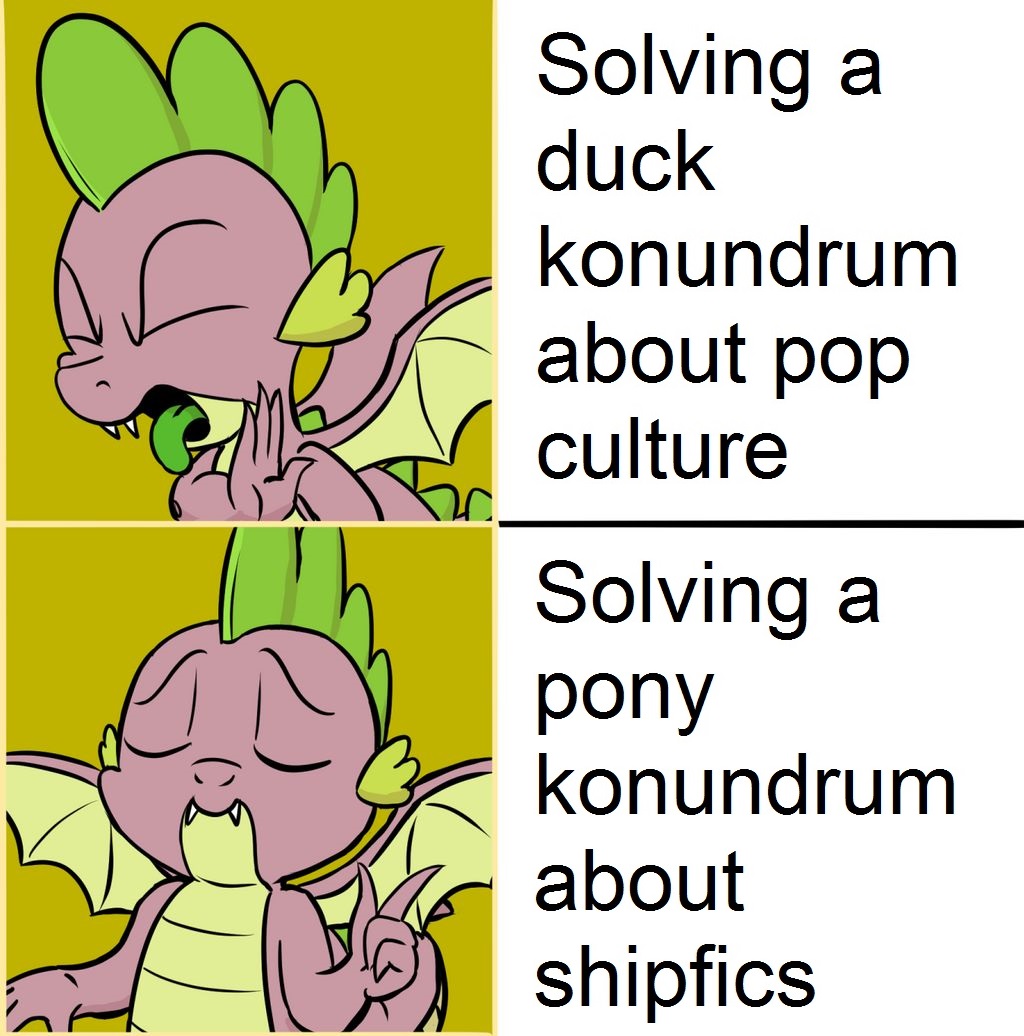 Solving a
duck
konundrum
about pop
culture
Solving a
pony
konundrum
about
shipfics